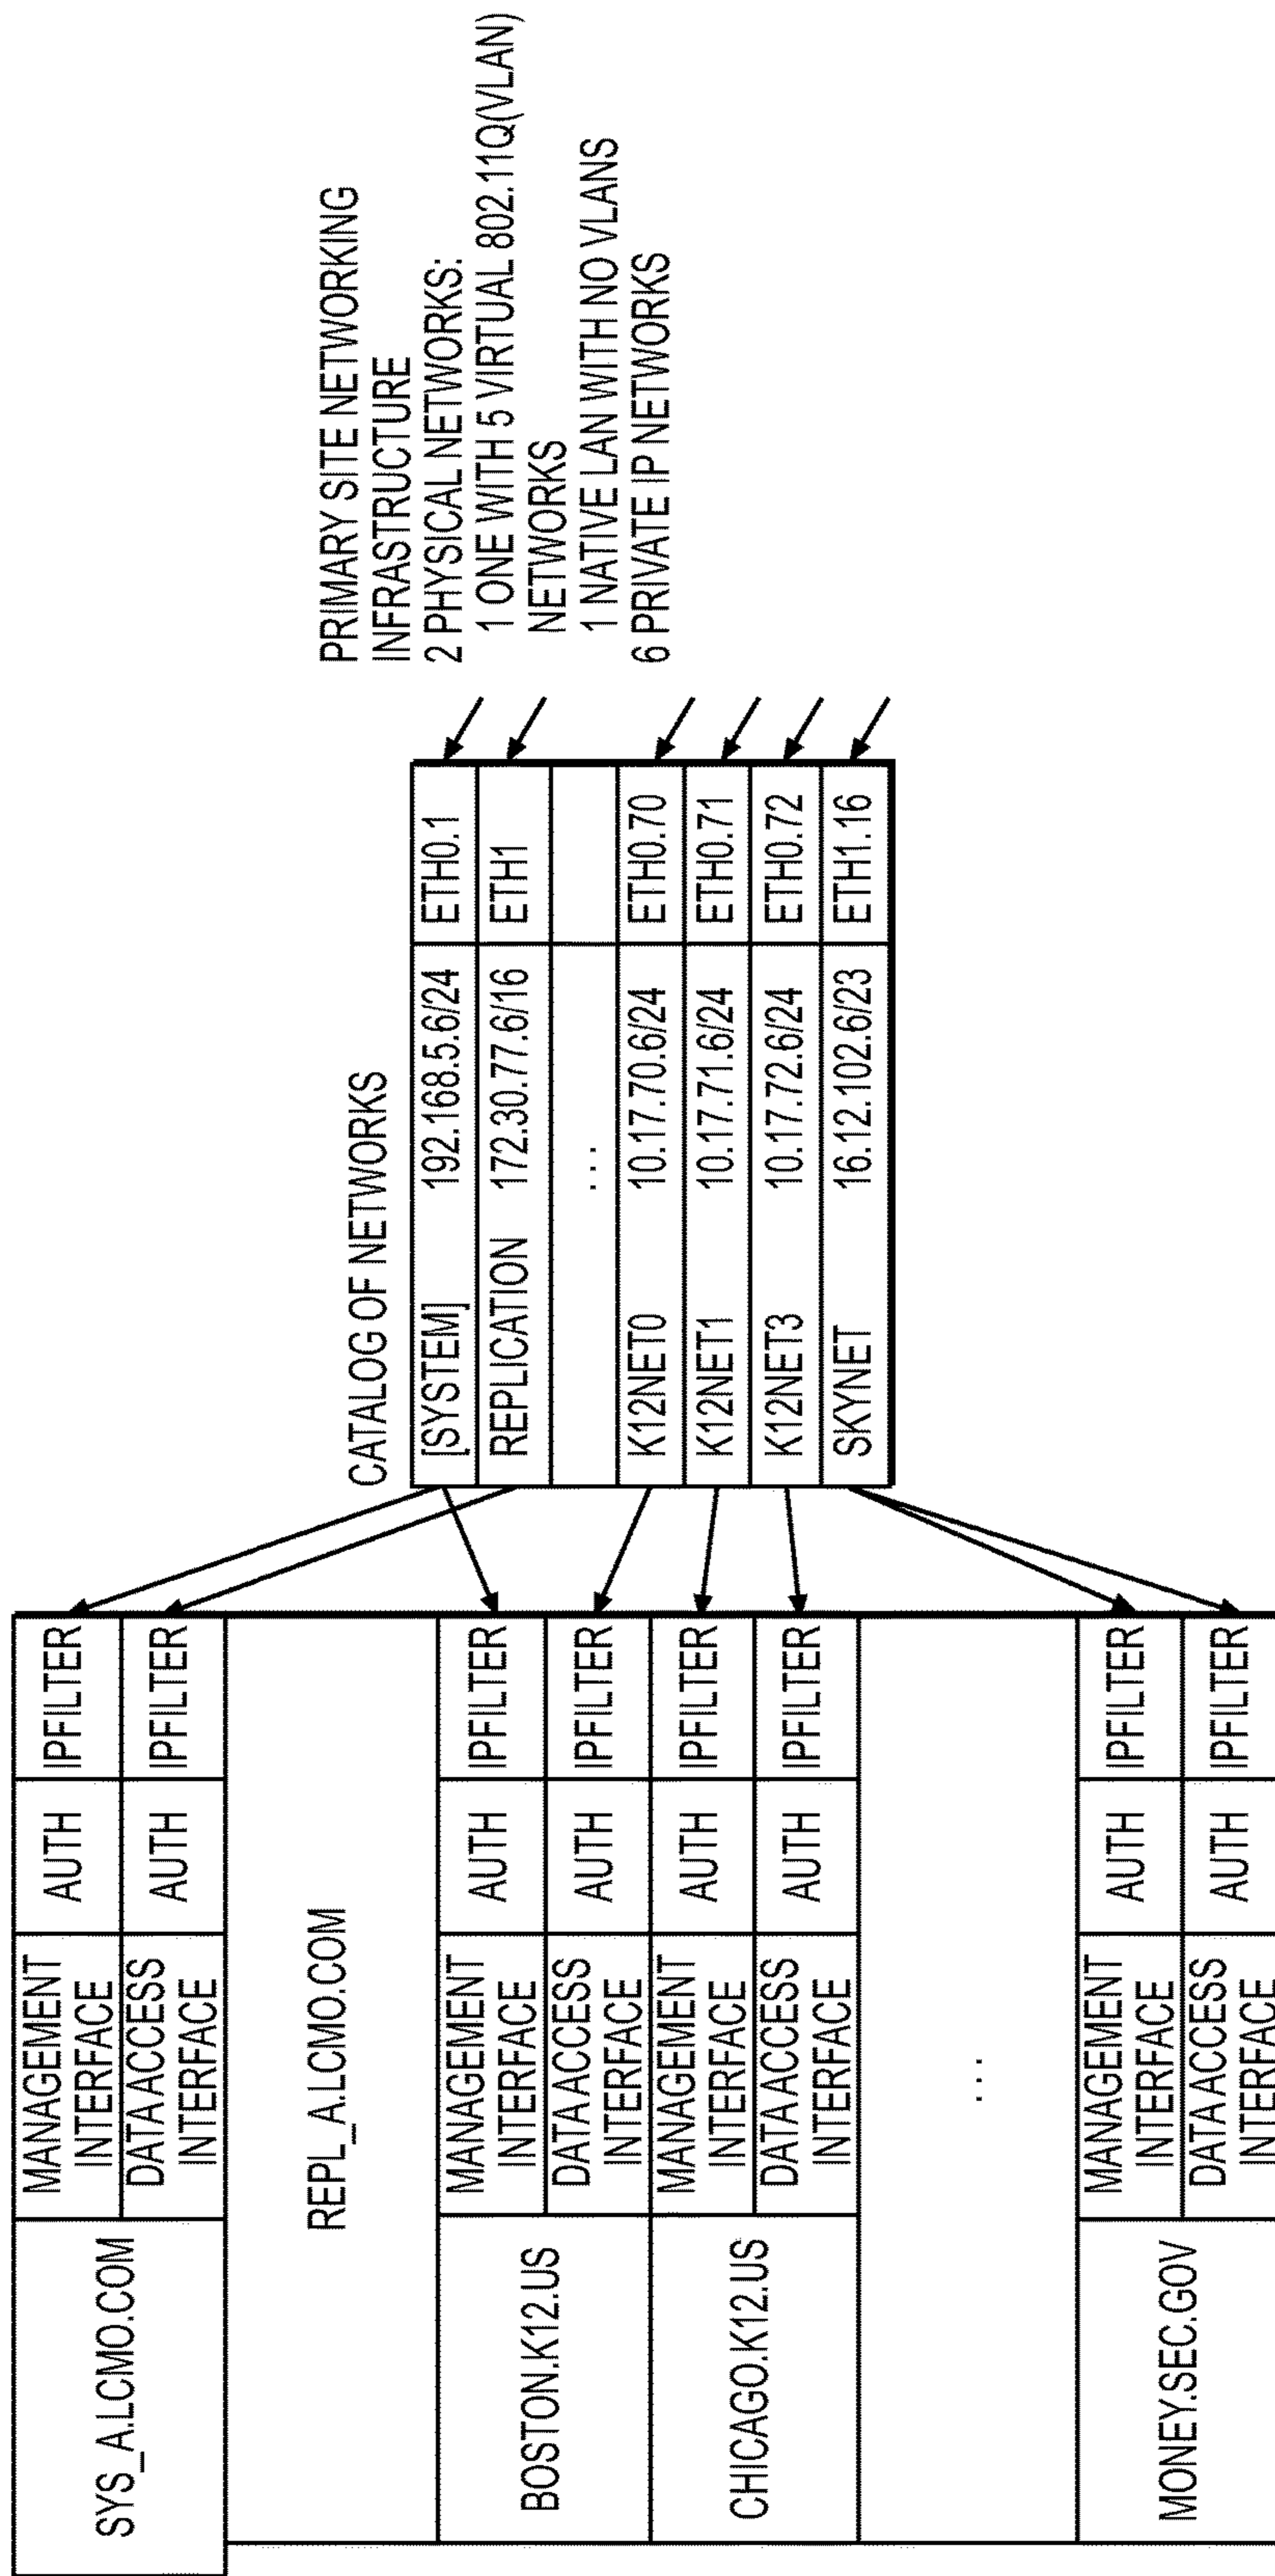 SYS_A.LCMO.COM
MANAGEMENT
INTERFACE
AUTH
IPFILTER
DATA ACCESS
INTERFACE
AUTH
IPFILTER
REPL_A.LCMO.COM
BOSTON.K12.US
MANAGEMENT
INTERFACE
AUTH
IPFILTER
DATA ACCESS
INTERFACE
AUTH
IPFILTER
CHICAGO.K12.US
MANAGEMENT
INTERFACE
AUTH
IPFILTER
DATA ACCESS
INTERFACE
AUTH
IPFILTER
...
MONEY.SEC.GOV
MANAGEMENT
INTERFACE
AUTH
IPFILTER
DATA ACCESS
INTERFACE
AUTH
IPFILTER
CATALOG OF NETWORKS
[SYSTEM] 192.168.5.6/24 ETH0.1
REPLICATION 172.30.77.6/16 ETH1
...
K12NET0 10.17.70.6/24 ETH0.70
K12NET1 10.17.71.6/24 ETH0.71
K12NET3 10.17.72.6/24 ETH0.72
SKYNET 16.12.102.6/23 ETH1.16
PRIMARY SITE NETWORKING
INFRASTRUCTURE
2 PHYSICAL NETWORKS:
1 ONE WITH 5 VIRTUAL 802.11Q(VLAN)
NETWORKS
1 NATIVE LAN WITH NO VLANS
6 PRIVATE IP NETWORKS